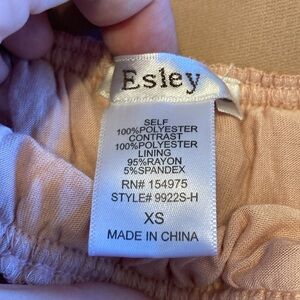 Esley
SELF
100%POLYESTER
CONTRAST
100%POLYESTER
LINING
95%RAYON
5%SPANDEX
RN# 154975
STYLE# 9922S-H
XS
MADE IN CHINA